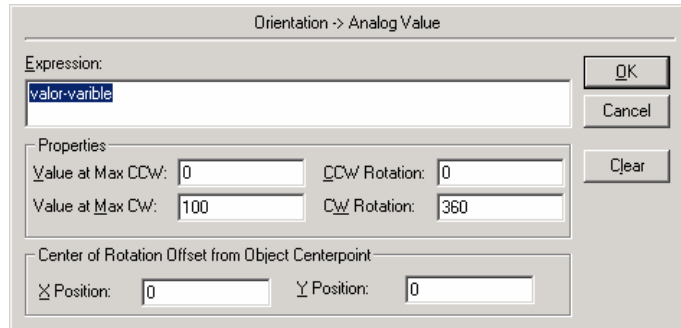 Orientation -> Analog Value
Expression:
valor-varible
OK
Cancel
Clear
Properties
Value at Max CCW: 0 CCW Rotation: 0
Value at Max CW: 100 CW Rotation: 360
Center of Rotation Offset from Object Centerpoint
X Position: 0 Y Position: 0